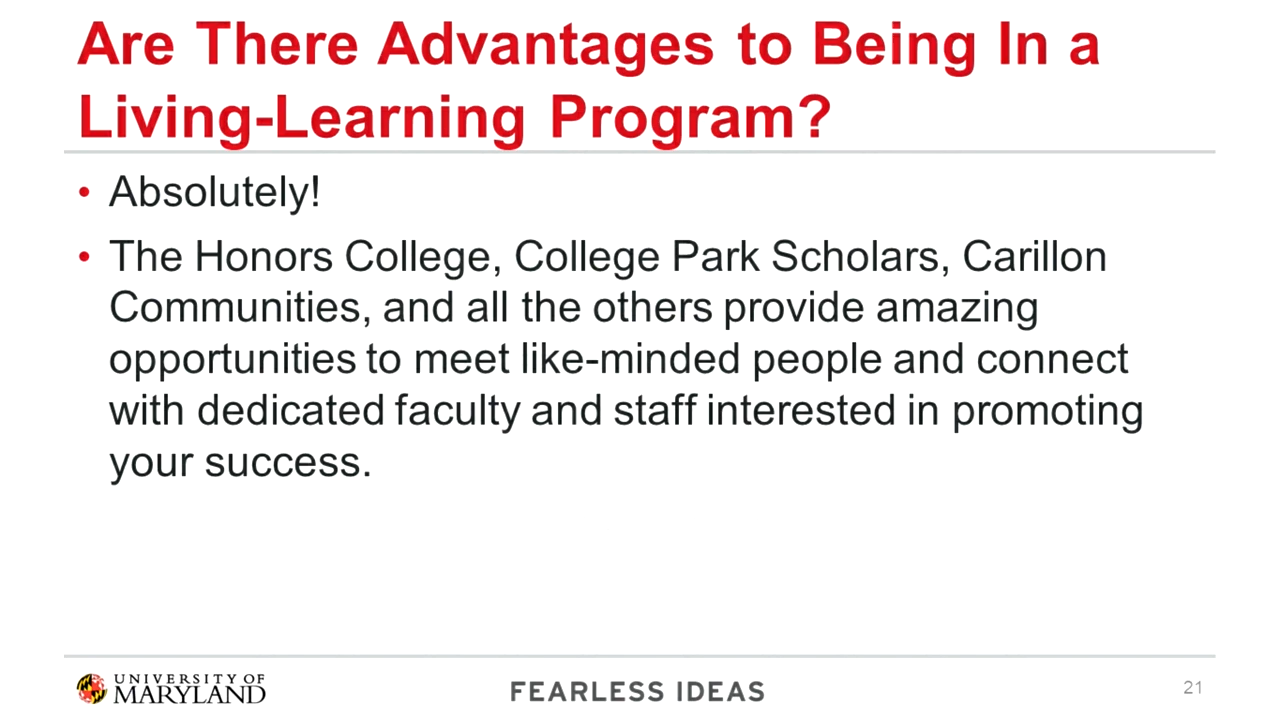 Are There Advantages to Being In a
Living-Learning Program?
• Absolutely!
• The Honors College, College Park Scholars, Carillon
Communities, and all the others provide amazing
opportunities to meet like-minded people and connect
with dedicated faculty and staff interested in promoting
your success.
UNIVERSITY OF
MARYLAND
FEARLESS IDEAS
21